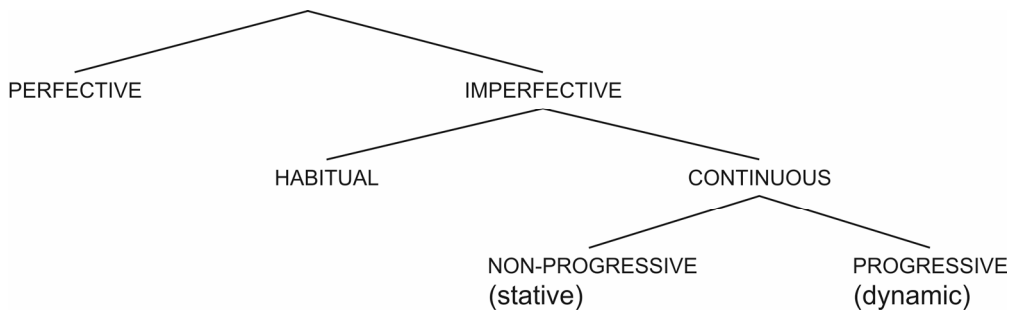 PERFECTIVE IMPERFECTIVE
HABITUAL CONTINUOUS
NON-PROGRESSIVE PROGRESSIVE
(stative) (dynamic)